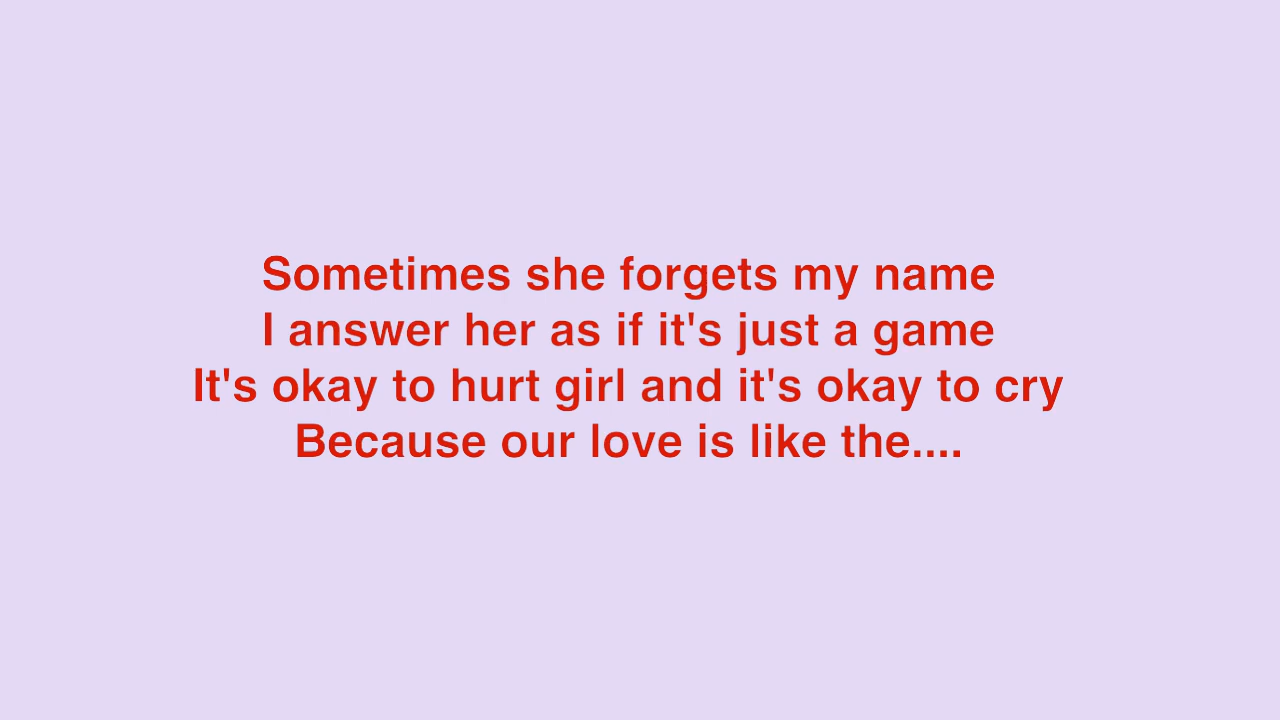 Sometimes she forgets my name
I answer her as if it's just a game
It's okay to hurt girl and it's okay to cry
Because our love is like the....